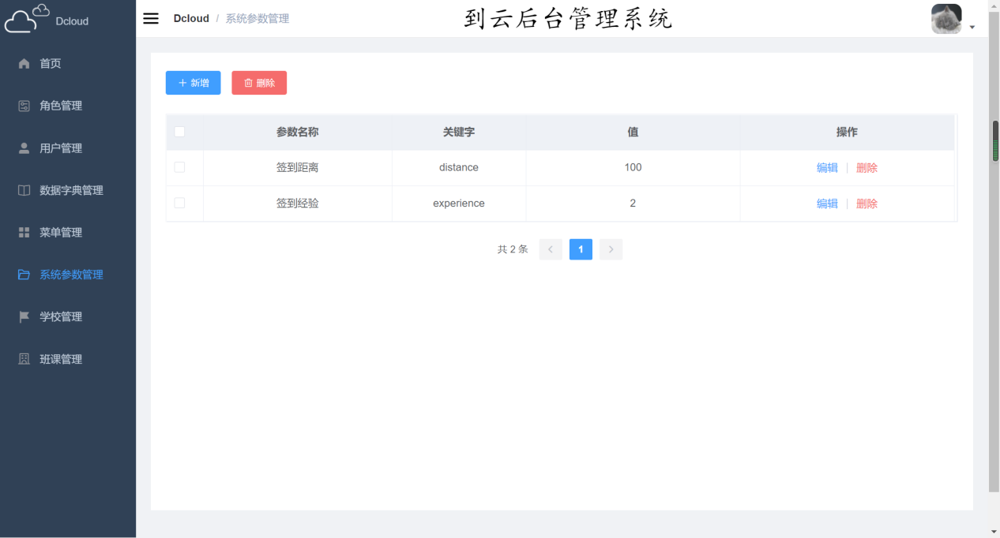 Dcloud
首页
角色管理
用户管理
数据字典管理
菜单管理
系统参数管理
学校管理
班课管理
Dcloud / 系统参数管理
到云后台管理系统
+ 新增 删除
参数名称 关键字 值 操作
签到距离 distance 100 编辑 | 删除
签到经验 experience 2 编辑 | 删除
共 2 条 < 1 >